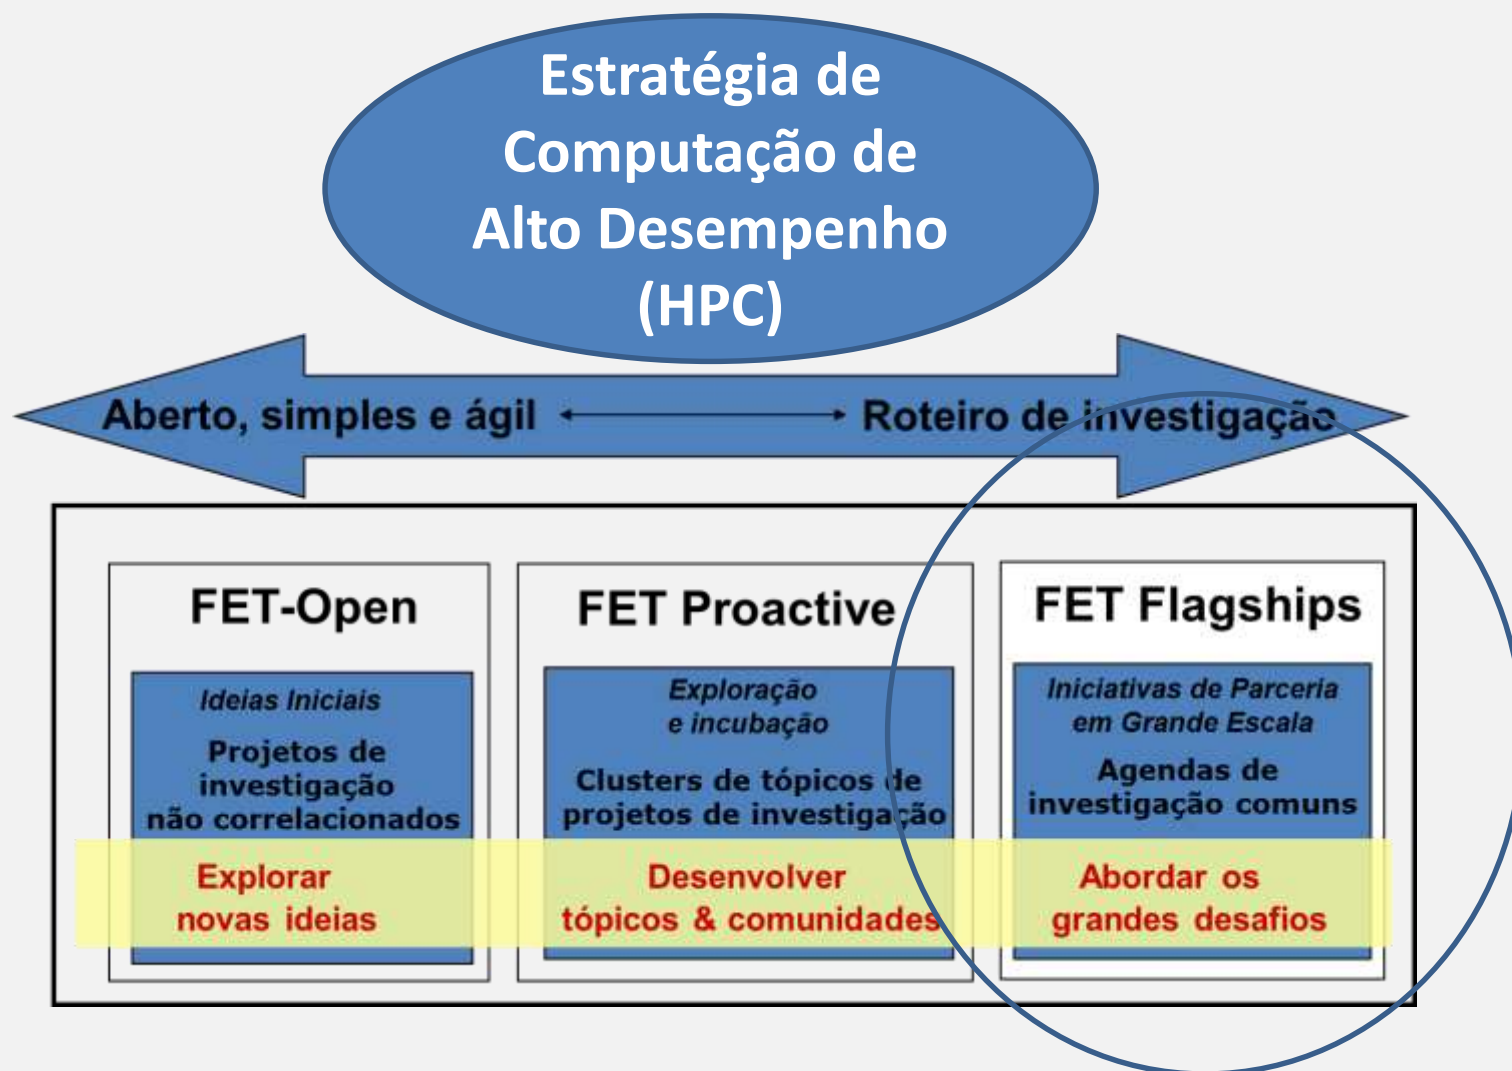 Estratégia de
Computação de
Alto Desempenho
(HPC)
Aberto, simples e ágil
Roteiro de investigação
FET-Open
Ideias Iniciais
Projetos de
investigação
não correlacionados
Explorar
novas ideias
FET Proactive
Exploração
e incubação
Clusters de tópicos de
projetos de investigação
Desenvolver
tópicos & comunidades
FET Flagships
Iniciativas de Parceria
em Grande Escala
Agendas de
investigação comuns
Abordar os
grandes desafios